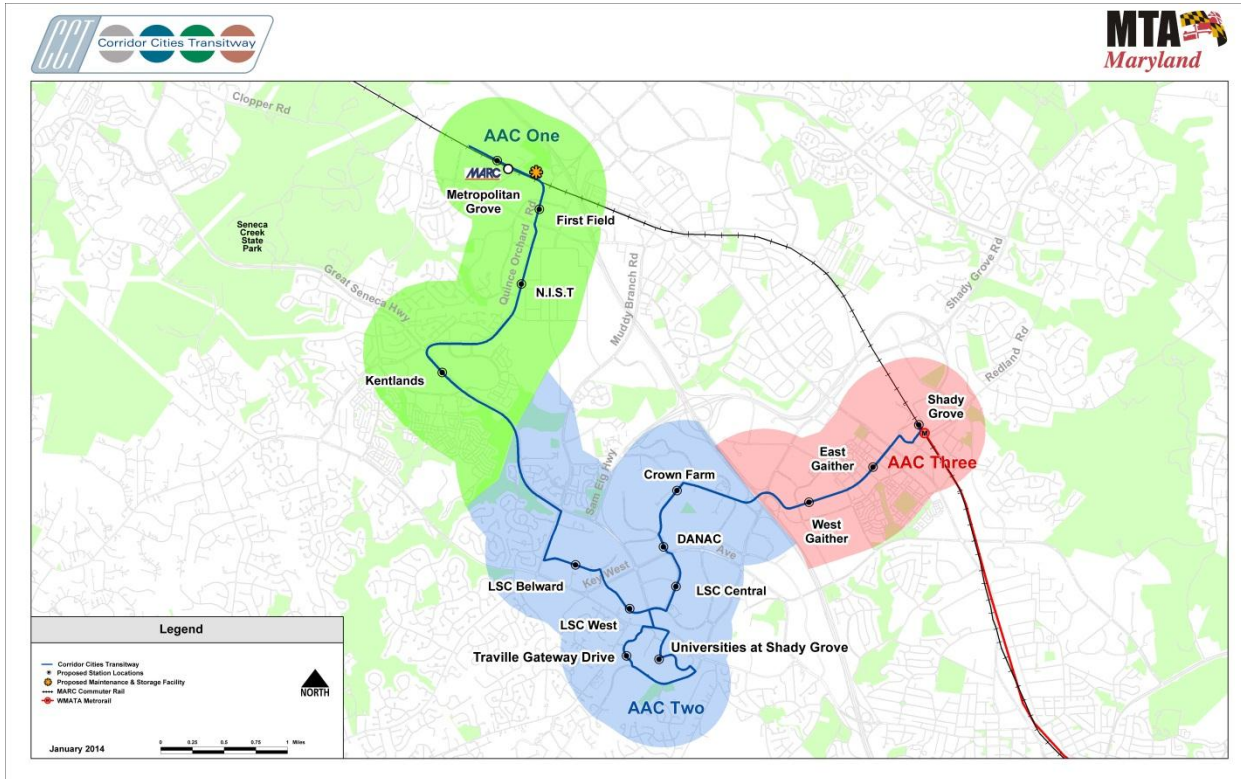 CCT
Corridor Cities Transitway
MTA
Maryland
Clopper Rd
AAC One
MARC
Metropolitan
Grove
First Field
Seneca
Creek
State
Park
Quince Orchard Rd
N.I.S.T
Great Seneca Hwy
Muddy Branch Rd
Shady Grove Rd
Redland Rd
Kentlands
Shady
Grove
M
East
Gaither
AAC Three
Sam Eig Hwy
Crown Farm
West
Gaither
DANAC
Ave
Key West
LSC Belward
LSC Central
LSC West
Universities at Shady Grove
Traville Gateway Drive
AAC Two
Legend
Corridor Cities Transitway
Proposed Station Locations
Proposed Maintenance & Storage Facility
MARC Commuter Rail
M
WMATA Metrorail
NORTH
January 2014
0 0.25 0.5 0.75 1 Miles